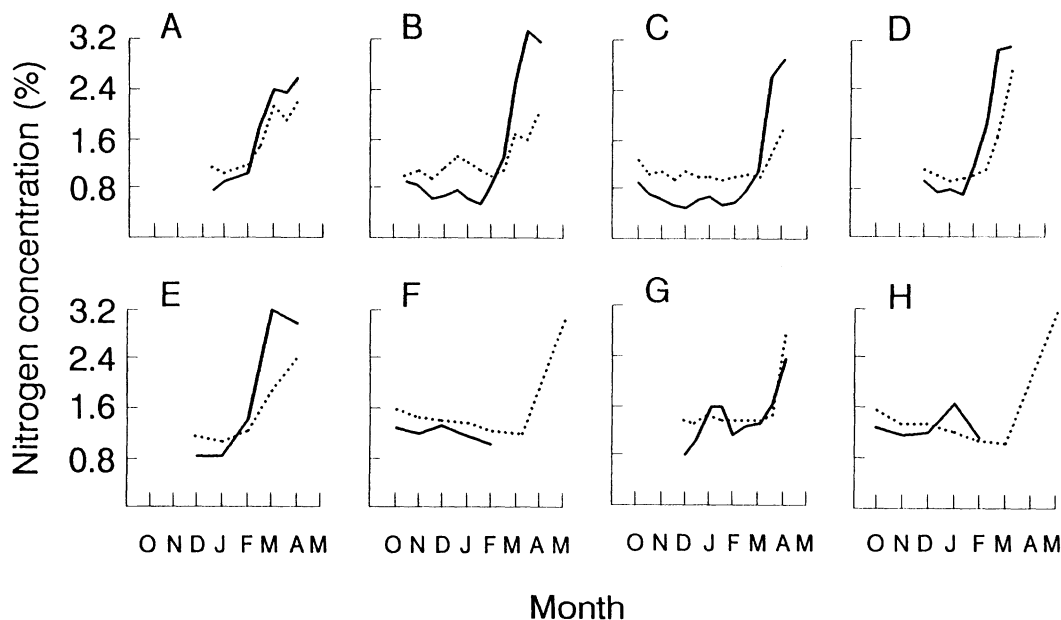 A B C D
Nitrogen concentration (%)
3.2
2.4
1.6
0.8
E F G H
3.2
2.4
1.6
0.8
O N D J F M A M O N D J F M A M O N D J F M A M O N D J F M A M
Month